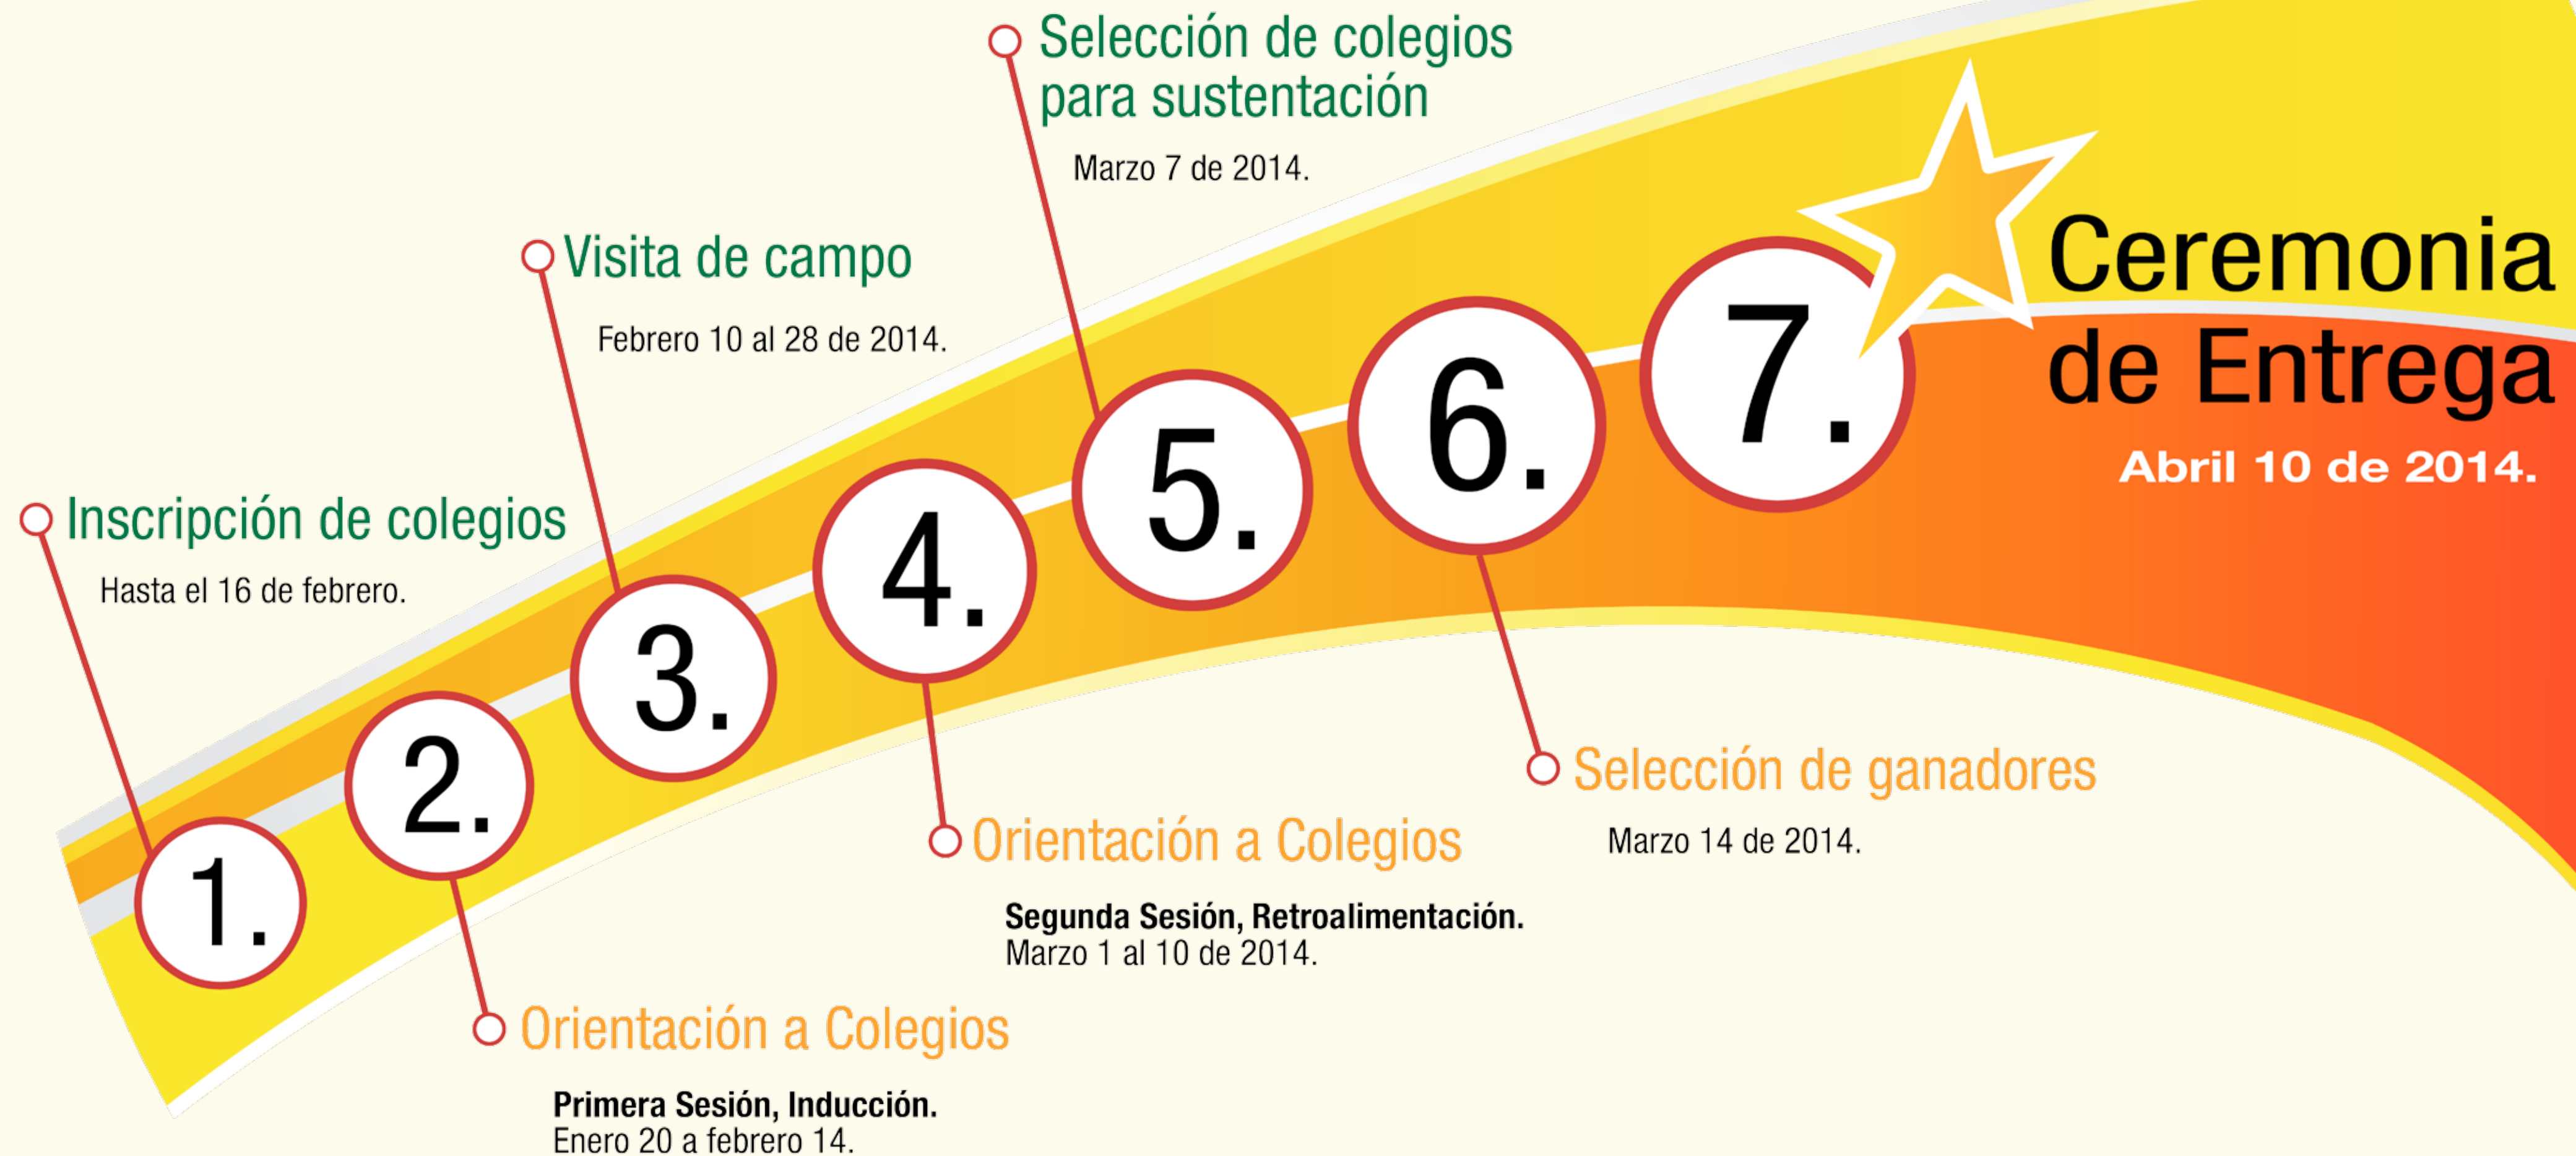 1.
Inscripción de colegios
Hasta el 16 de febrero.
2.
Orientación a Colegios
Primera Sesión, Inducción.
Enero 20 a febrero 14.
3.
Visita de campo
Febrero 10 al 28 de 2014.
4.
Orientación a Colegios
Segunda Sesión, Retroalimentación.
Marzo 1 al 10 de 2014.
5.
Selección de colegios
para sustentación
Marzo 7 de 2014.
6.
Selección de ganadores
Marzo 14 de 2014.
7.
Ceremonia
de Entrega
Abril 10 de 2014.